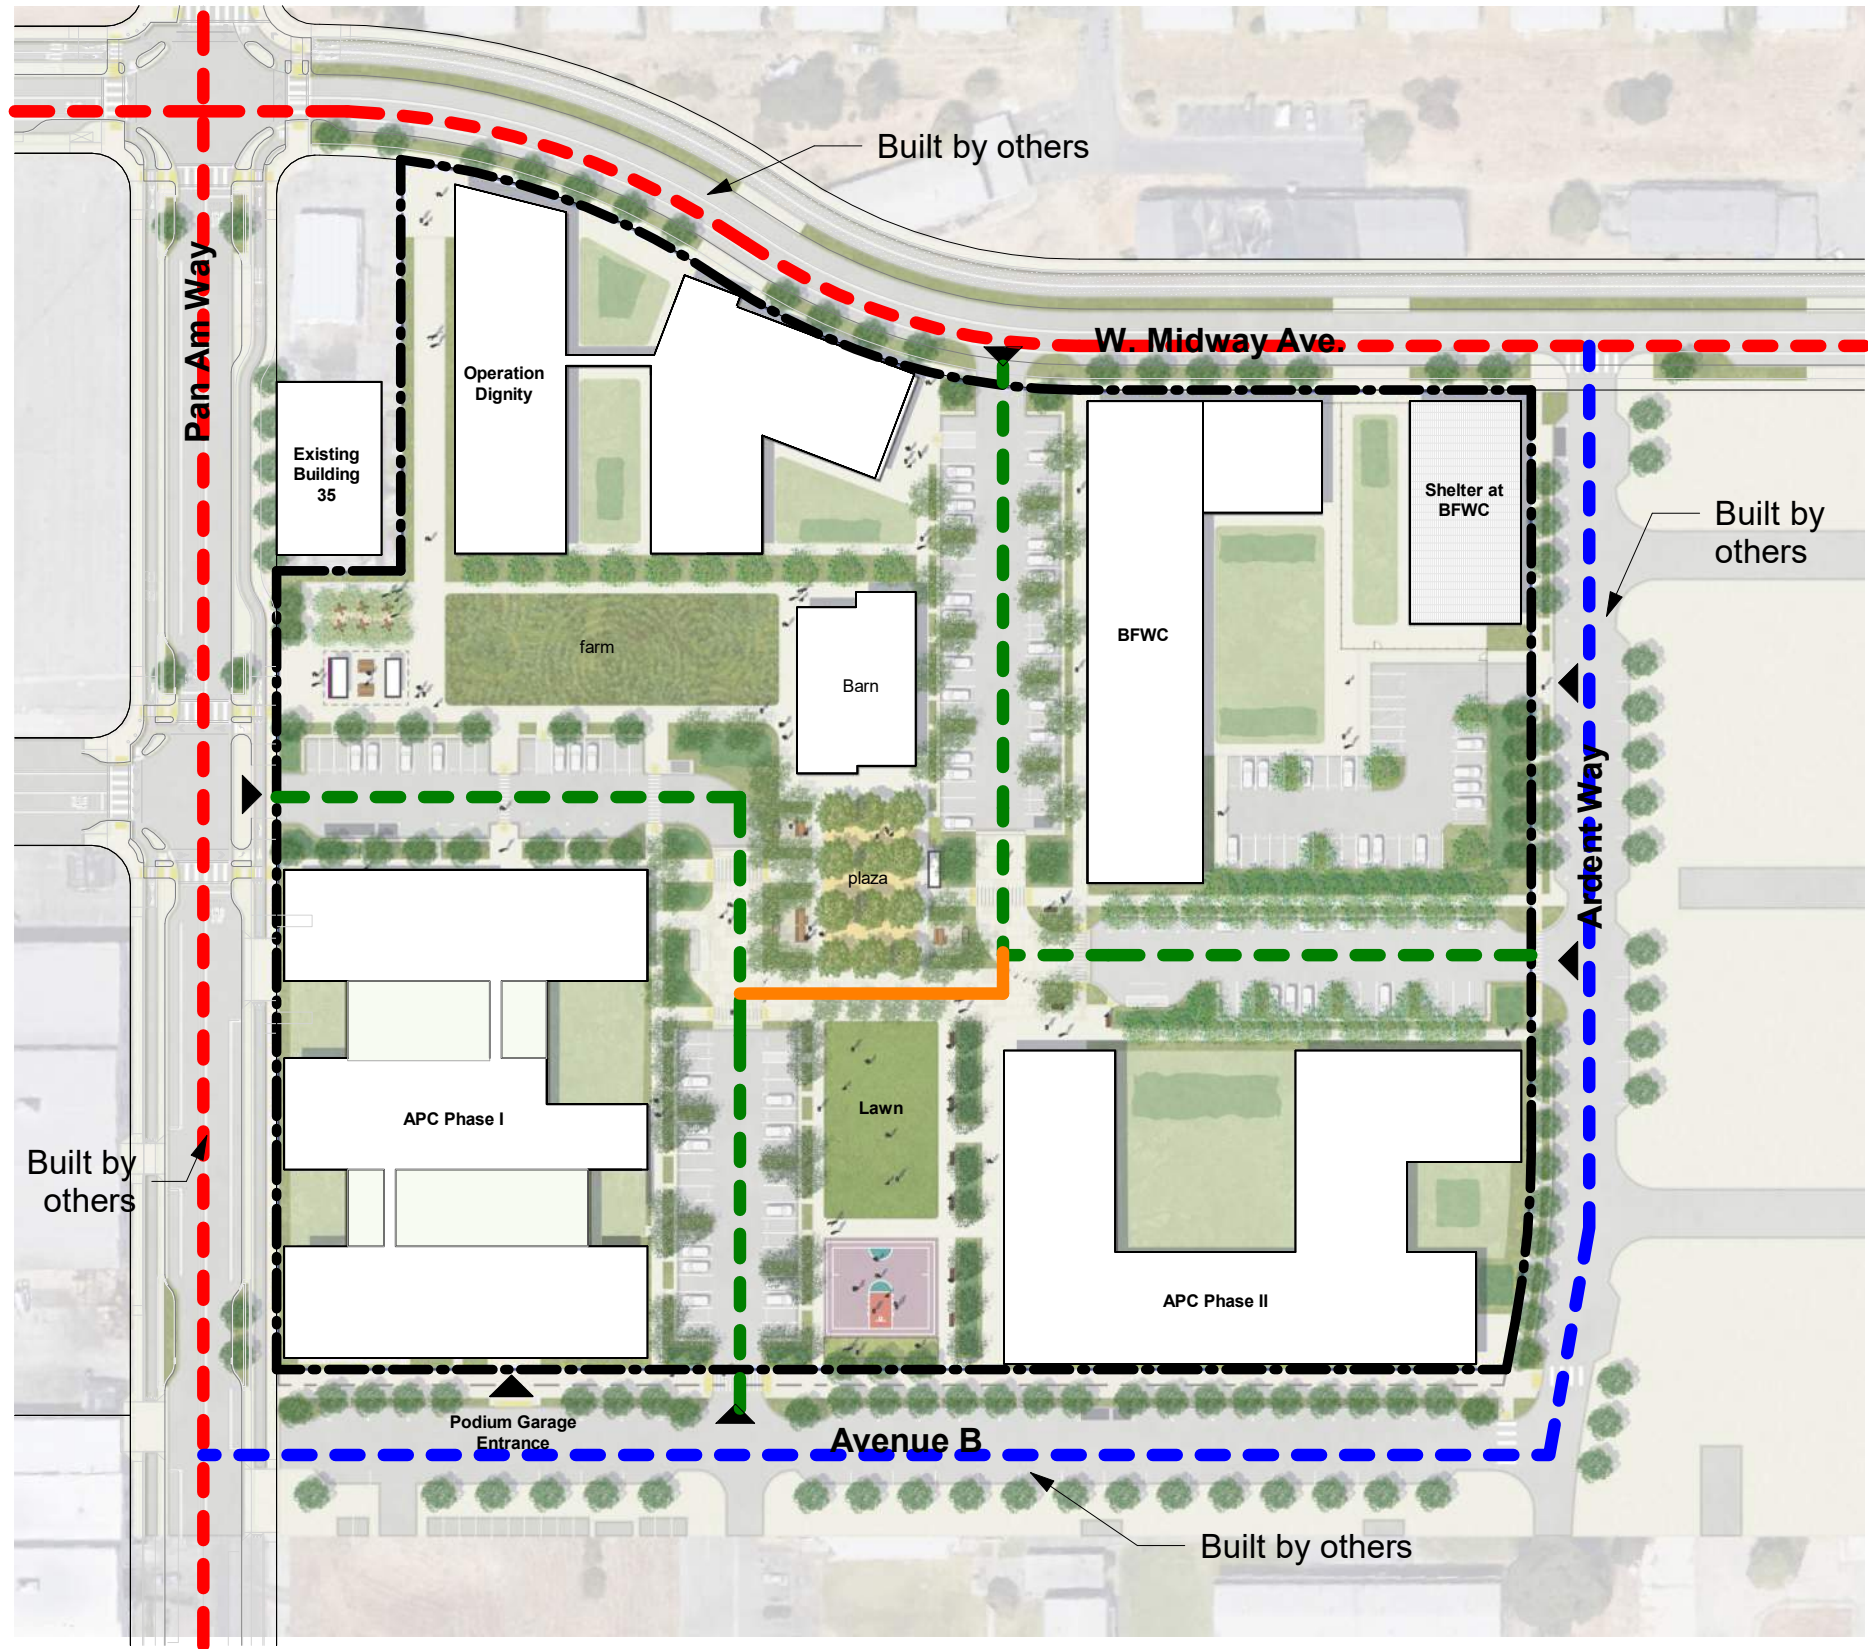 Built by others
Pan Am Way
W. Midway Ave.
Operation
Dignity
Existing
Building
35
Shelter at
BFWC
Built by
others
BFWC
farm
Barn
Ardent Way
plaza
Lawn
APC Phase I
Built by
others
APC Phase II
Podium Garage
Entrance
Avenue B
Built by others